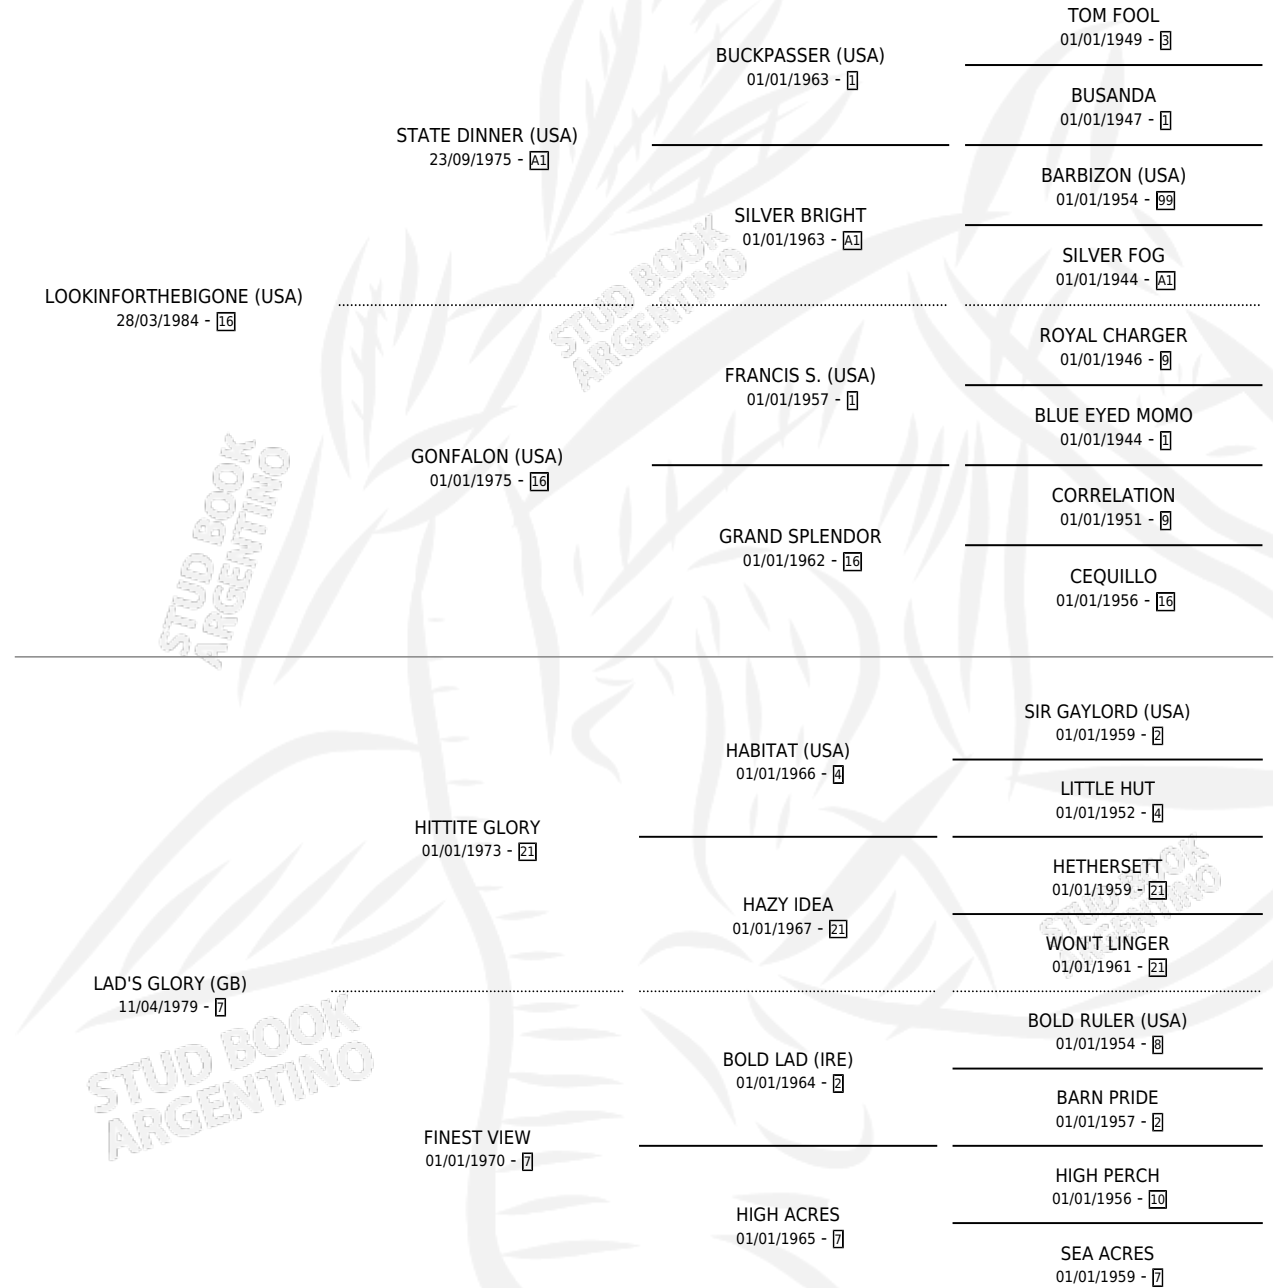 TOM FOOL
01/01/1949 - 3
BUCKPASSER (USA)
01/01/1963 - 1
BUSANDA
01/01/1947 - 1
STATE DINNER (USA)
23/09/1975 - A1
BARBIZON (USA)
01/01/1954 - 99
SILVER BRIGHT
01/01/1963 - A1
SILVER FOG
01/01/1944 - A1
LOOKINFORTHEBIGONE (USA)
28/03/1984 - 16
ROYAL CHARGER
01/01/1946 - 9
FRANCIS S. (USA)
01/01/1957 - 1
BLUE EYED MOMO
01/01/1944 - 1
GONFALON (USA)
01/01/1975 - 16
CORRELATION
01/01/1951 - 9
GRAND SPLENDOR
01/01/1962 - 16
CEQUILLO
01/01/1956 - 16
STUD BOOK
ARGENTINO
STUD BOOK
ARGENTINO
SIR GAYLORD (USA)
01/01/1959 - 2
HABITAT (USA)
01/01/1966 - 4
LITTLE HUT
01/01/1952 - 4
HITTITE GLORY
01/01/1973 - 21
HETHERSETT
01/01/1959 - 21
HAZY IDEA
01/01/1967 - 21
WON'T LINGER
01/01/1961 - 21
STUD BOOK
ARGENTINO
LAD'S GLORY (GB)
11/04/1979 - 7
BOLD RULER (USA)
01/01/1954 - 8
BOLD LAD (IRE)
01/01/1964 - 2
BARN PRIDE
01/01/1957 - 2
STUD BOOK
ARGENTINO
FINEST VIEW
01/01/1970 - 7
HIGH PERCH
01/01/1956 - 10
HIGH ACRES
01/01/1965 - 7
SEA ACRES
01/01/1959 - 7